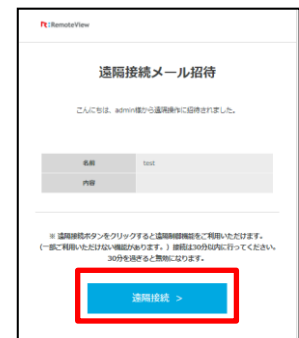 RemoteView
遠隔接続メール招待
こんにちは、admin様から遠隔操作に招待されました。
名前 test
内容
※ 遠隔接続ボタンをクリックすると遠隔制御機能をご利用いただけます。
(一部ご利用いただけない機能があります。) 接続は30分以内に行ってください。
30分を過ぎると無効になります。
遠隔接続 >